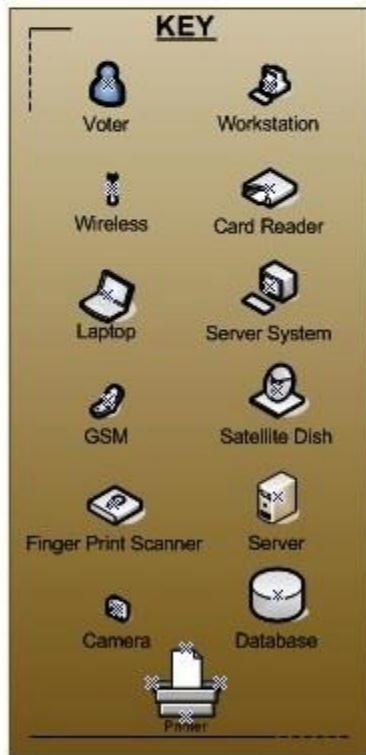 KEY
Voter Workstation
Wireless Card Reader
Laptop Server System
GSM Satellite Dish
Finger Print Scanner Server
Camera Database
Printer